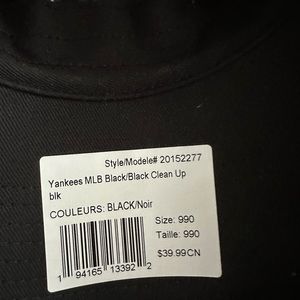 Style/Modele# 20152277
Yankees MLB Black/Black Clean Up
blk
COULEURS: BLACK/Noir
Size: 990
Taille: 990
$39.99CN
1 94165 13392 2